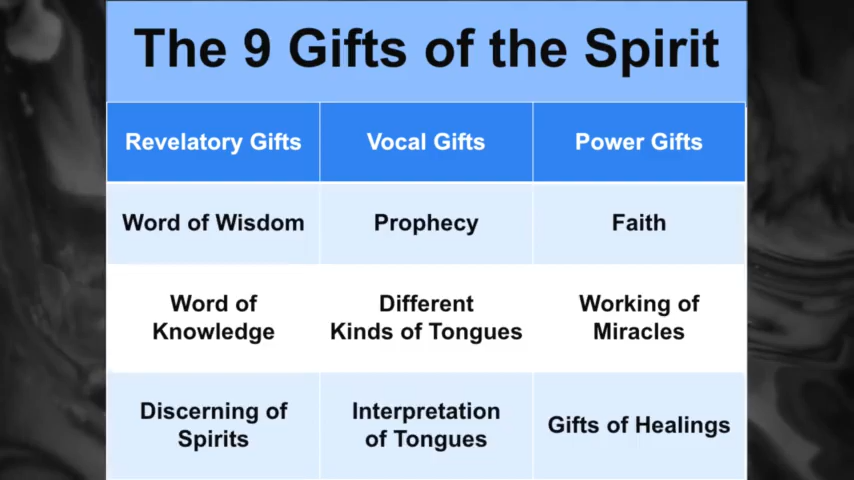 The 9 Gifts of the Spirit
Revelatory Gifts
Vocal Gifts
Power Gifts
Word of Wisdom
Prophecy
Faith
Word of
Knowledge
Different
Kinds of Tongues
Working of
Miracles
Discerning of
Spirits
Interpretation
of Tongues
Gifts of Healings